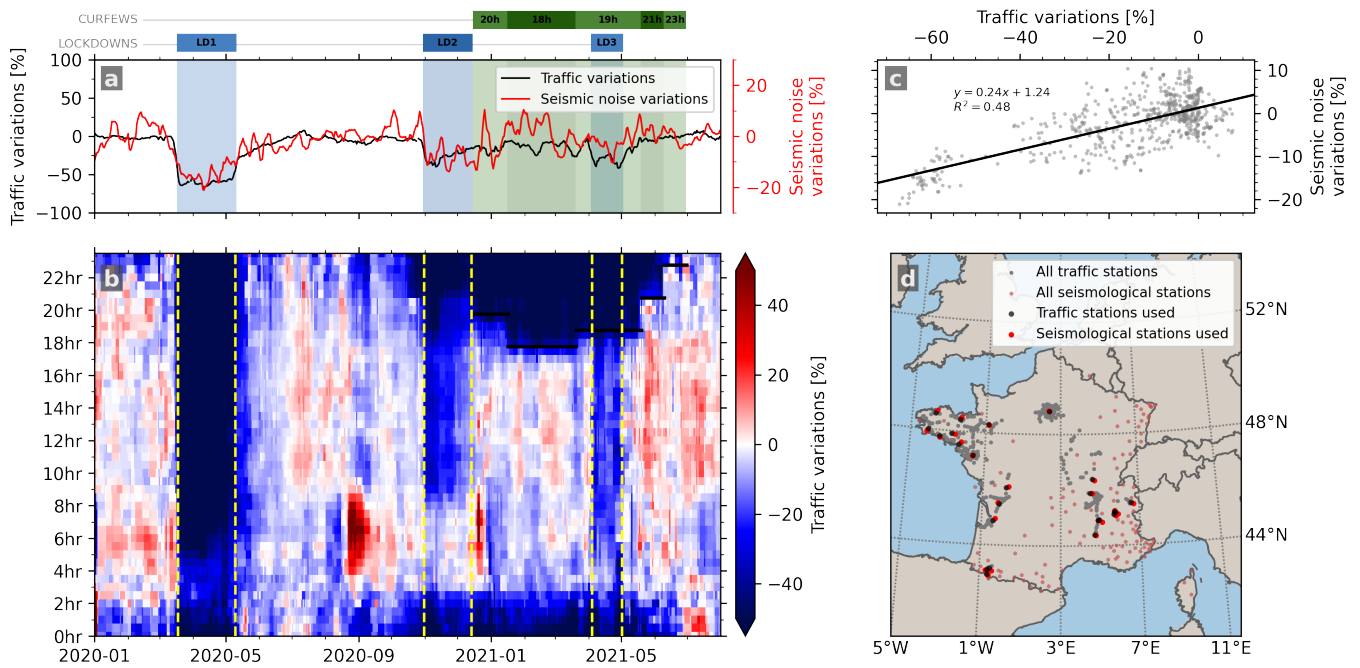 CURFEWS
20h 18h 19h 21h 23h
LOCKDOWNS
LD1 LD2 LD3
a
Traffic variations [%]
100
50
0
−50
−100
Traffic variations
Seismic noise variations
20
0
−20
Seismic noise
variations [%]
b
22hr
20hr
18hr
16hr
14hr
12hr
10hr
8hr
6hr
4hr
2hr
0hr
2020-01 2020-05 2020-09 2021-01 2021-05
40
20
0
−20
−40
Traffic variations [%]
Traffic variations [%]
−60 −40 −20 0
c
y = 0.24x + 1.24
R² = 0.48
10
0
−10
−20
Seismic noise
variations [%]
d
All traffic stations
All seismological stations
Traffic stations used
Seismological stations used
52°N
48°N
44°N
5°W 1°W 3°E 7°E 11°E